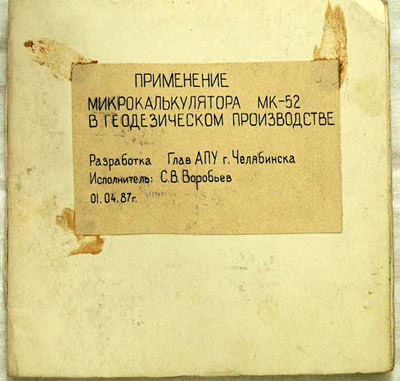 ПРИМЕНЕНИЕ
МИКРОКАЛЬКУЛЯТОРА МК-52
В ГЕОДЕЗИЧЕСКОМ ПРОИЗВОДСТВЕ
Разработка Глав АПУ г. Челябинска
Исполнитель: С.В. Воробьев
01.04.87г.